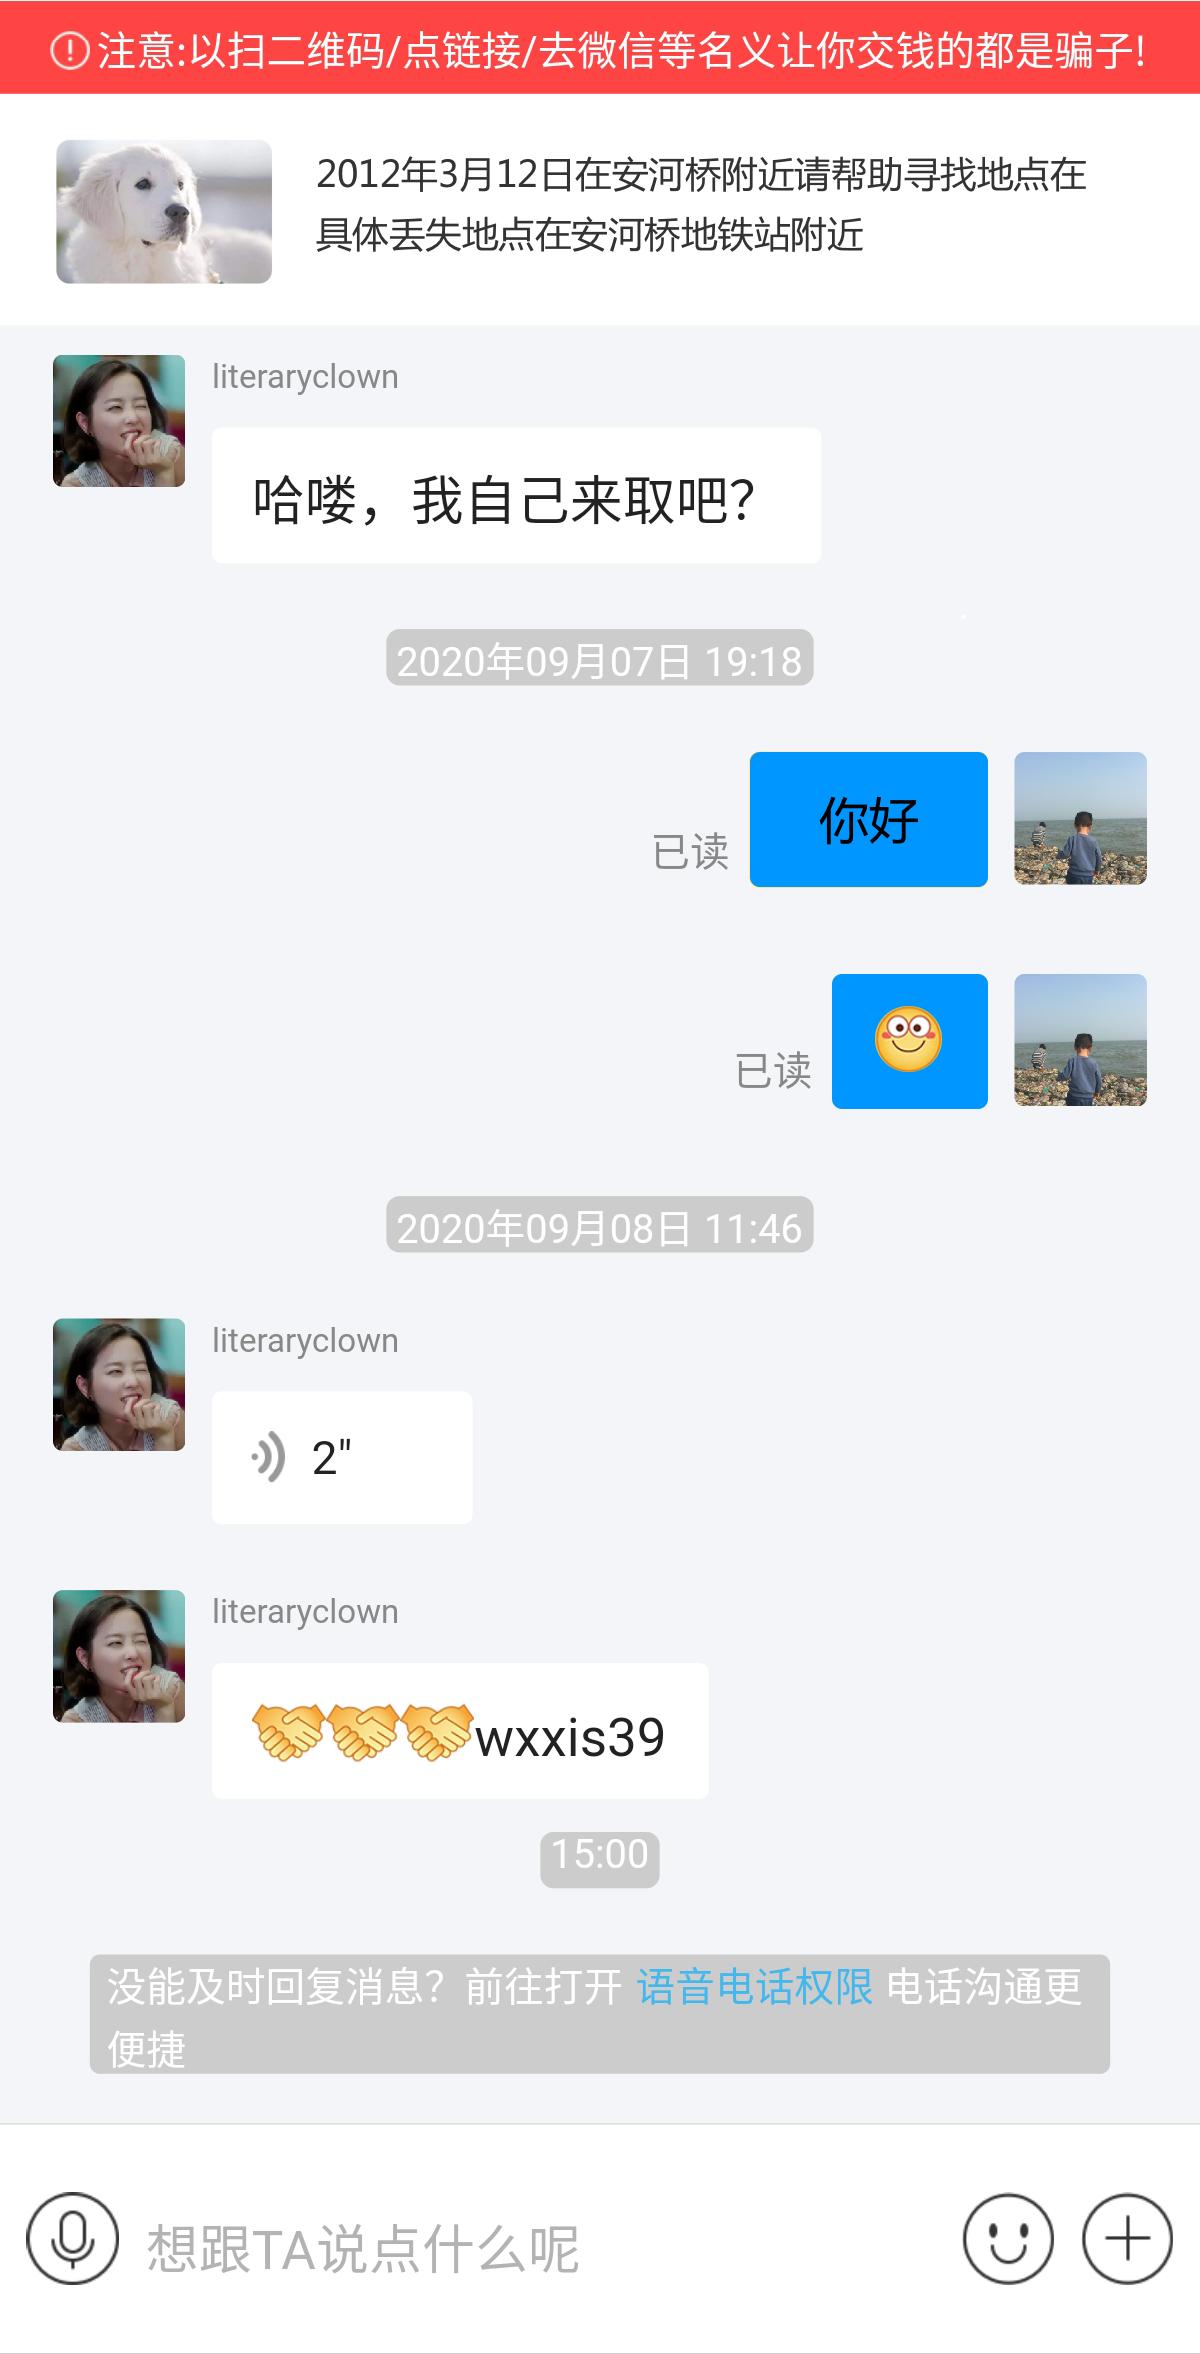 注意:以扫二维码/点链接/去微信等名义让你交钱的都是骗子!
2012年3月12日在安河桥附近请帮助寻找地点在
具体丢失地点在安河桥地铁站附近
literaryclown
哈喽，我自己来取吧？
2020年09月07日 19:18
你好
已读
已读
2020年09月08日 11:46
literaryclown
2"
literaryclown
wxxis39
15:00
没能及时回复消息？前往打开 语音电话权限 电话沟通更
便捷
想跟TA说点什么呢